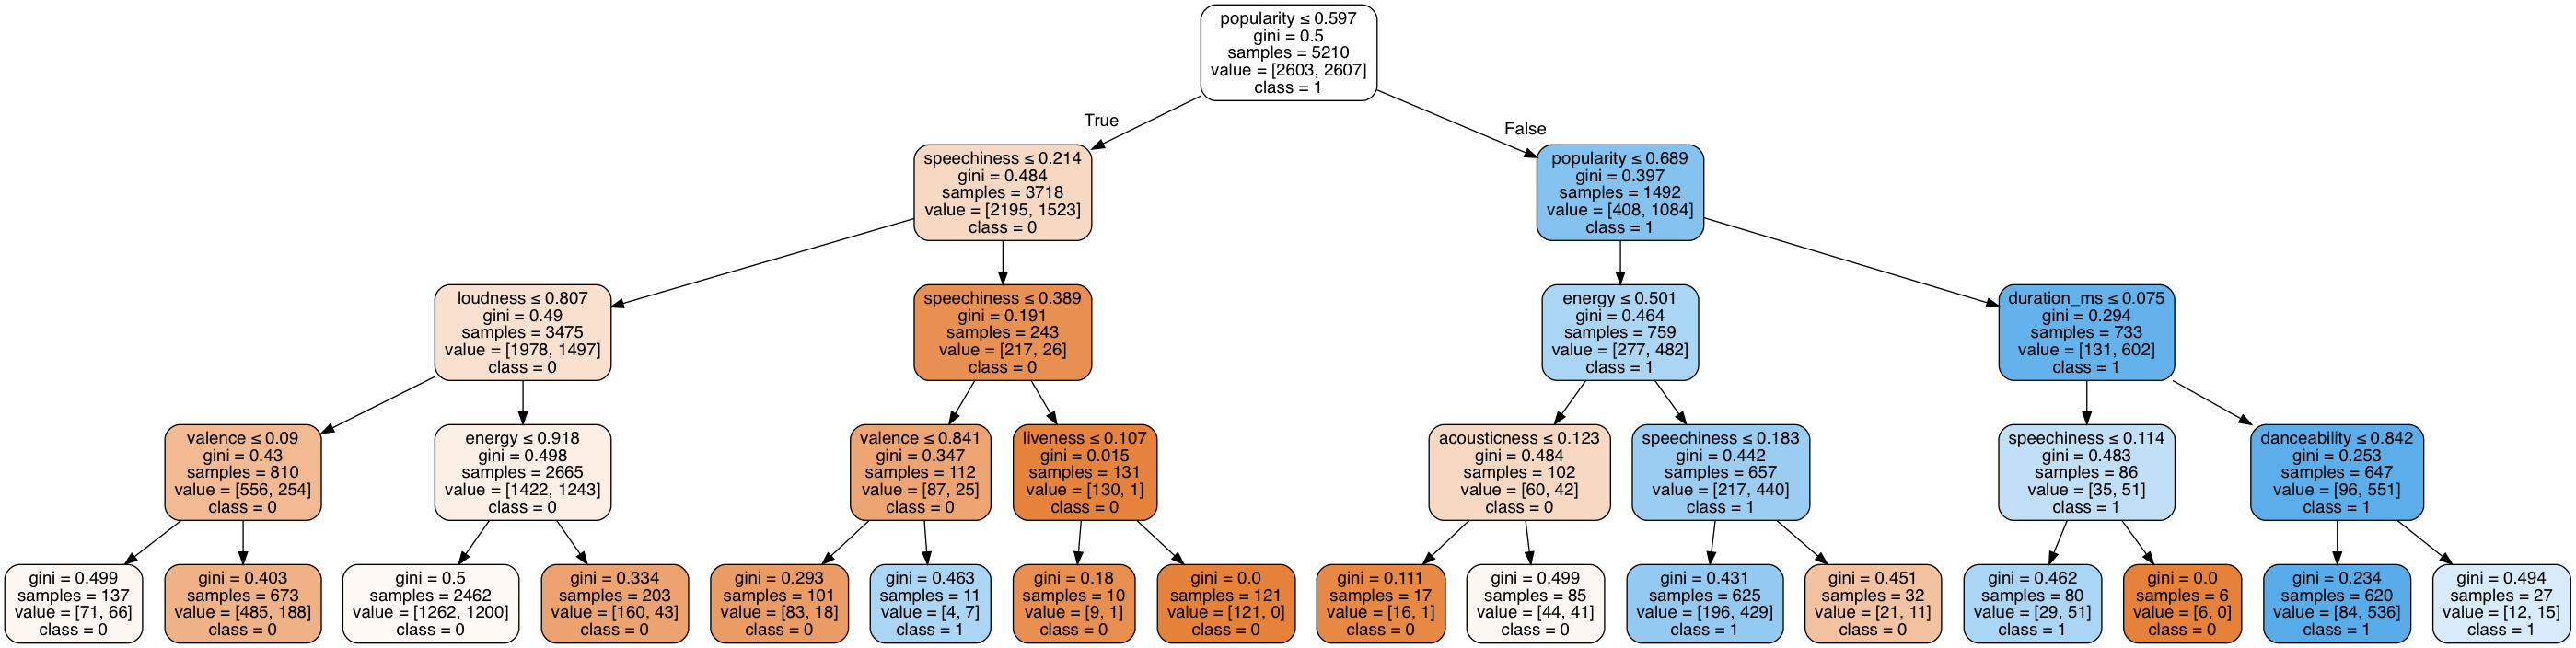 popularity ≤ 0.597
gini = 0.5
samples = 5210
value = [2603, 2607]
class = 1
True
False
speechiness ≤ 0.214
gini = 0.484
samples = 3718
value = [2195, 1523]
class = 0
popularity ≤ 0.689
gini = 0.397
samples = 1492
value = [408, 1084]
class = 1
loudness ≤ 0.807
gini = 0.49
samples = 3475
value = [1978, 1497]
class = 0
speechiness ≤ 0.389
gini = 0.191
samples = 243
value = [217, 26]
class = 0
energy ≤ 0.501
gini = 0.464
samples = 759
value = [277, 482]
class = 1
duration_ms ≤ 0.075
gini = 0.294
samples = 733
value = [131, 602]
class = 1
valence ≤ 0.09
gini = 0.43
samples = 810
value = [556, 254]
class = 0
energy ≤ 0.918
gini = 0.498
samples = 2665
value = [1422, 1243]
class = 0
valence ≤ 0.841
gini = 0.347
samples = 112
value = [87, 25]
class = 0
liveness ≤ 0.107
gini = 0.015
samples = 131
value = [130, 1]
class = 0
acousticness ≤ 0.123
gini = 0.484
samples = 102
value = [60, 42]
class = 0
speechiness ≤ 0.183
gini = 0.442
samples = 657
value = [217, 440]
class = 1
speechiness ≤ 0.114
gini = 0.483
samples = 86
value = [35, 51]
class = 1
danceability ≤ 0.842
gini = 0.253
samples = 647
value = [96, 551]
class = 1
gini = 0.499
samples = 137
value = [71, 66]
class = 0
gini = 0.403
samples = 673
value = [485, 188]
class = 0
gini = 0.5
samples = 2462
value = [1262, 1200]
class = 0
gini = 0.334
samples = 203
value = [160, 43]
class = 0
gini = 0.293
samples = 101
value = [83, 18]
class = 0
gini = 0.463
samples = 11
value = [4, 7]
class = 1
gini = 0.18
samples = 10
value = [9, 1]
class = 0
gini = 0.0
samples = 121
value = [121, 0]
class = 0
gini = 0.111
samples = 17
value = [16, 1]
class = 0
gini = 0.499
samples = 85
value = [44, 41]
class = 0
gini = 0.431
samples = 625
value = [196, 429]
class = 1
gini = 0.451
samples = 32
value = [21, 11]
class = 0
gini = 0.462
samples = 80
value = [29, 51]
class = 1
gini = 0.0
samples = 6
value = [6, 0]
class = 0
gini = 0.234
samples = 620
value = [84, 536]
class = 1
gini = 0.494
samples = 27
value = [12, 15]
class = 1